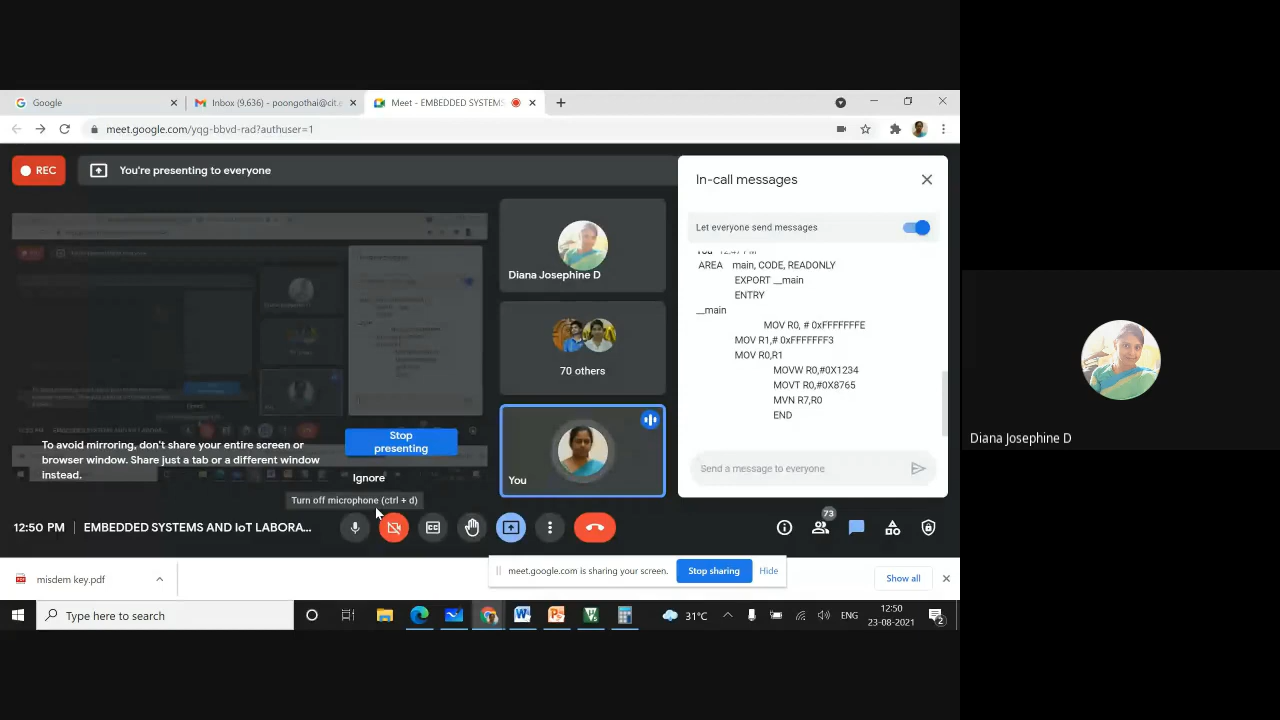 Google
Inbox (9,636) - poongothai@cit.e
Meet - EMBEDDED SYSTEMS
meet.google.com/yqg-bbvd-rad?authuser=1
REC
You're presenting to everyone
In-call messages
Let everyone send messages
AREA main, CODE, READONLY
EXPORT __main
ENTRY
__main
MOV R0, # 0xFFFFFFFE
MOV R1,# 0xFFFFFFF3
MOV R0,R1
MOVW R0,#0X1234
MOVT R0,#0X8765
MVN R7,R0
END
Send a message to everyone
Diana Josephine D
70 others
You
To avoid mirroring, don't share your entire screen or
browser window. Share just a tab or a different window
instead.
Stop
presenting
Ignore
Turn off microphone (ctrl + d)
12:50 PM
EMBEDDED SYSTEMS AND IoT LABORA...
73
misdem key.pdf
meet.google.com is sharing your screen.
Stop sharing
Hide
Show all
Type here to search
31°C
ENG
12:50
23-08-2021
2
Diana Josephine D